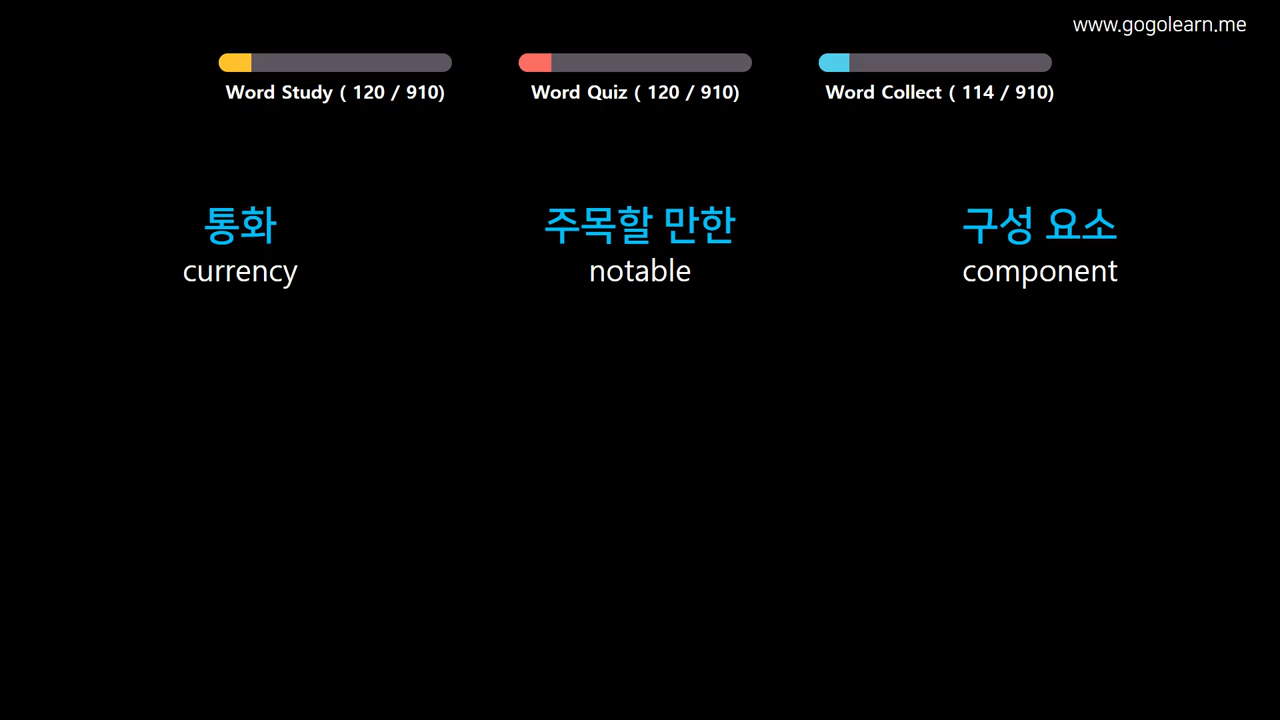 www.gogolearn.me
Word Study ( 120 / 910)
Word Quiz ( 120 / 910)
Word Collect ( 114 / 910)
통화
currency
주목할 만한
notable
구성 요소
component